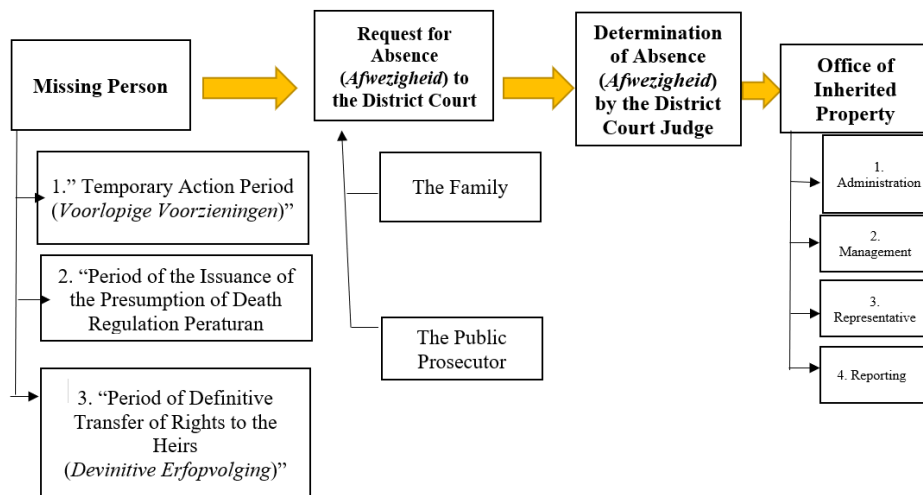 Missing Person
Request for
Absence
(Afwezigheid) to
the District Court
Determination
of Absence
(Afwezigheid)
by the District
Court Judge
Office of
Inherited
Property
1.” Temporary Action Period
(Voorlopige Voorzieningen)”
2. “Period of the Issuance of
the Presumption of Death
Regulation Peraturan
3. “Period of Definitive
Transfer of Rights to the
Heirs
(Devinitive Erfopvolging)”
The Family
The Public
Prosecutor
1.
Administration
2.
Management
3.
Representative
4. Reporting